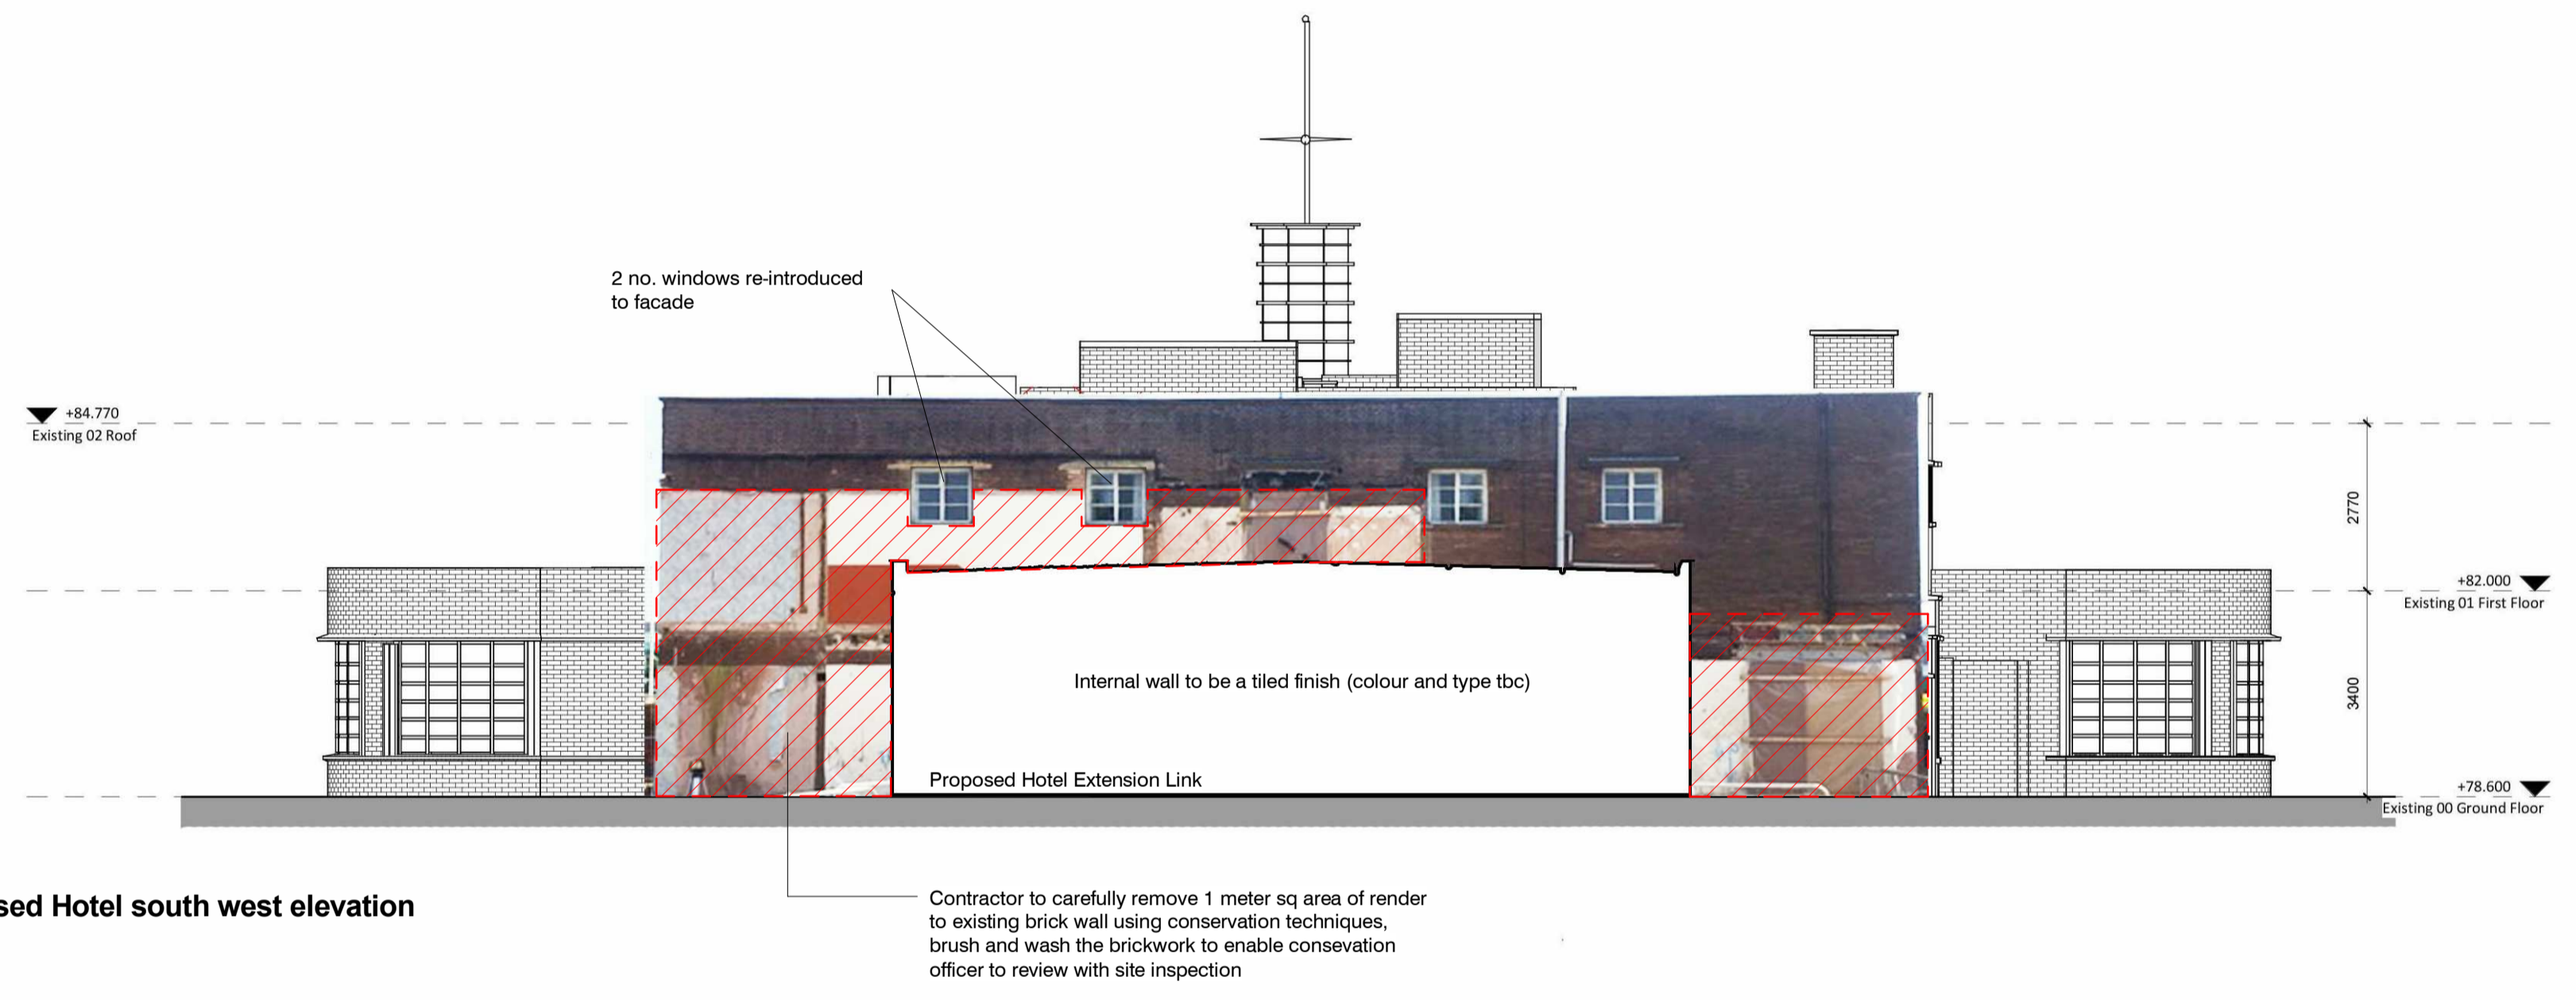 2 no. windows re-introduced
to facade
+84.770
Existing 02 Roof
2770
+82.000
Existing 01 First Floor
Internal wall to be a tiled finish (colour and type tbc)
3400
Proposed Hotel Extension Link
+78.600
Existing 00 Ground Floor
Contractor to carefully remove 1 meter sq area of render
to existing brick wall using conservation techniques,
brush and wash the brickwork to enable consevation
officer to review with site inspection
sed Hotel south west elevation